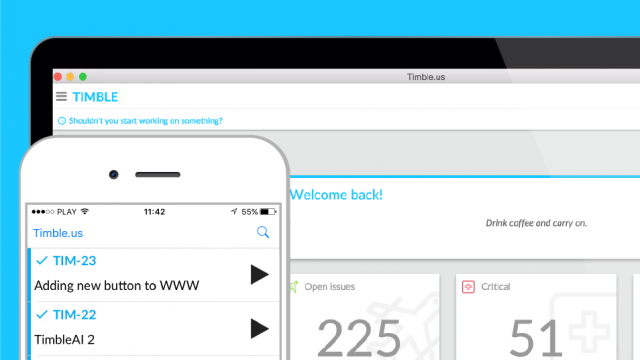 Timble.us
TIMBLE
Shouldn't you start working on something?
Welcome back!
Drink coffee and carry on.
Open issues
Critical
225
51
●●●○○ PLAY 11:42 55%
Timble.us
TIM-23
Adding new button to WWW
TIM-22
TimbleAI 2